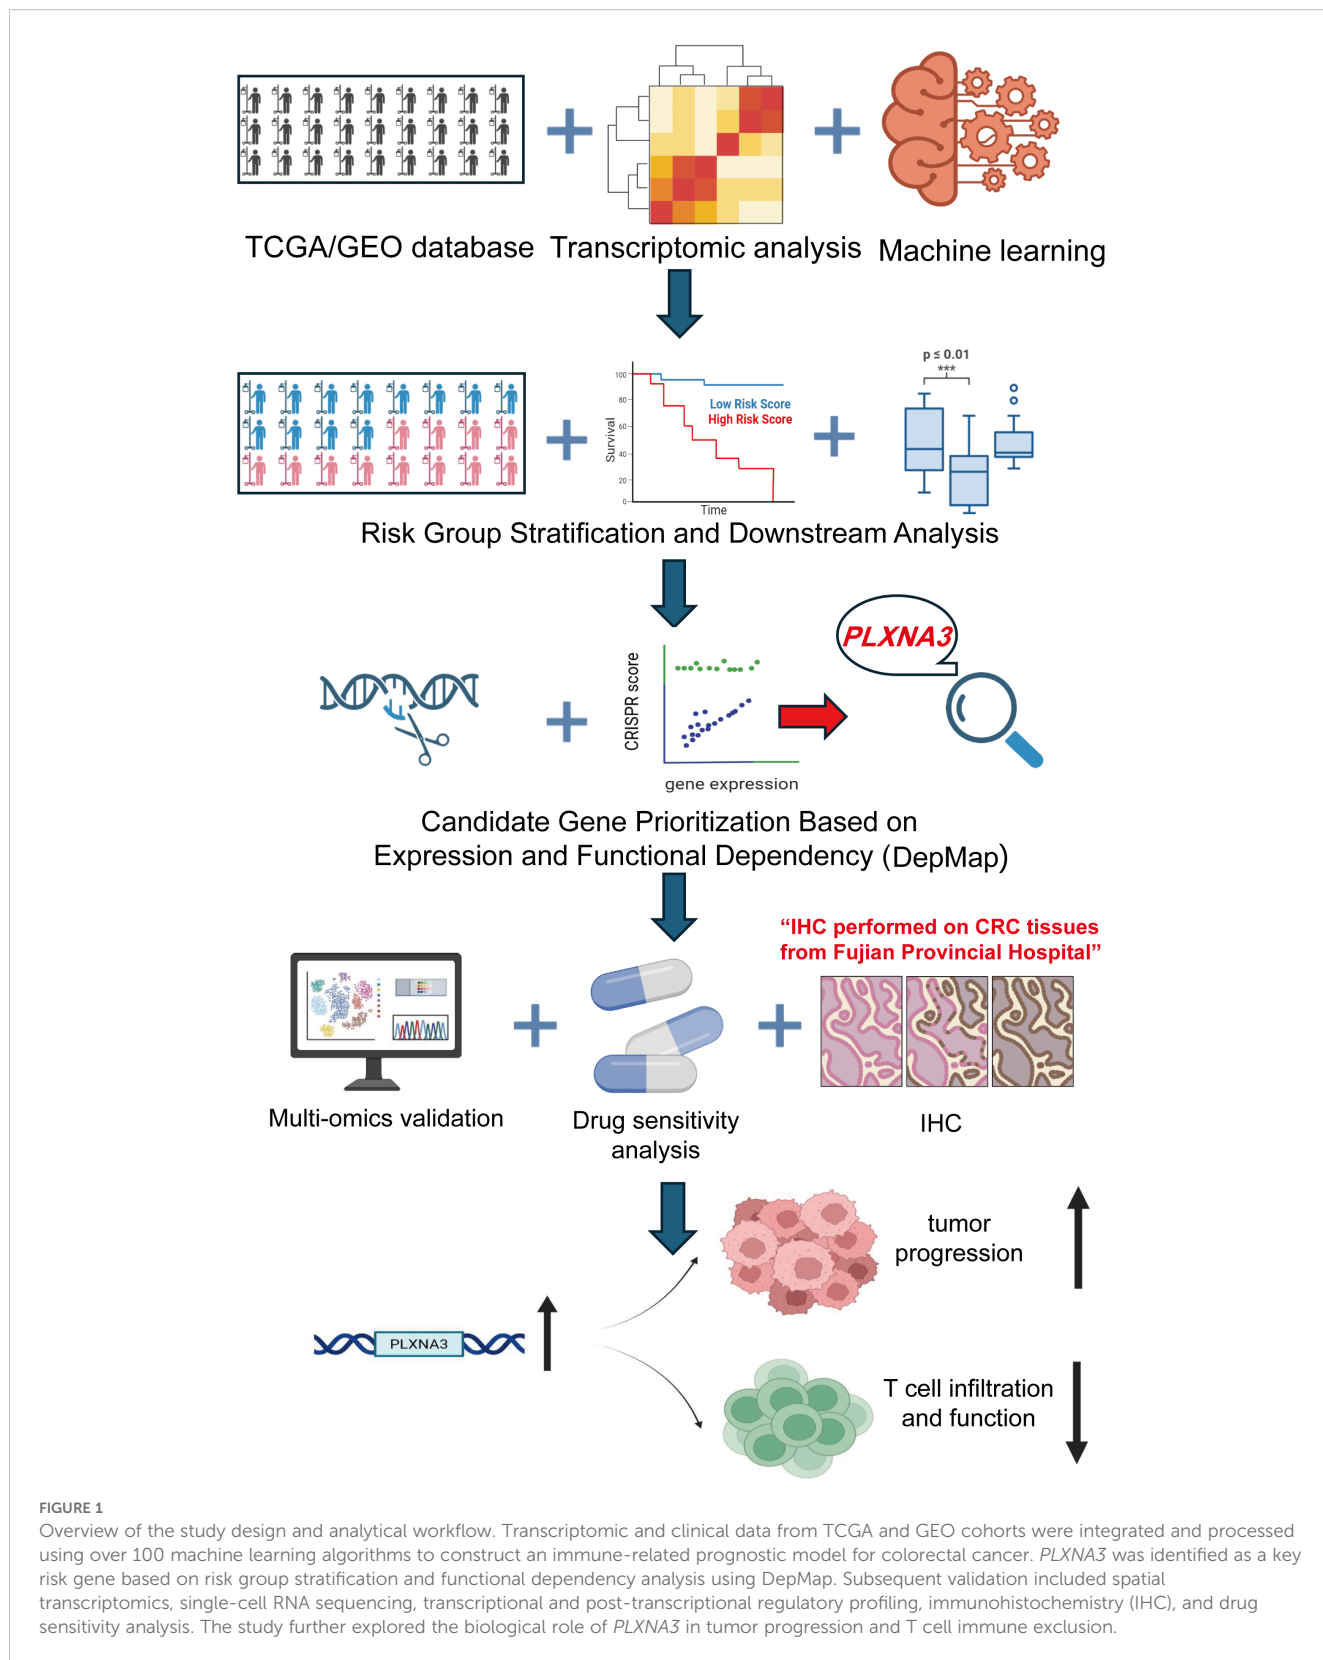 TCGA/GEO database
Transcriptomic analysis
Machine learning
p ≤ 0.01
***
100
80
60
40
20
0
Survival
Low Risk Score
High Risk Score
Time
Risk Group Stratification and Downstream Analysis
CRISPR score
gene expression
PLXNA3
Candidate Gene Prioritization Based on
Expression and Functional Dependency (DepMap)
“IHC performed on CRC tissues
from Fujian Provincial Hospital”
Multi-omics validation
Drug sensitivity
analysis
IHC
tumor
progression
PLXNA3
T cell infiltration
and function
FIGURE 1
Overview of the study design and analytical workflow. Transcriptomic and clinical data from TCGA and GEO cohorts were integrated and processed
using over 100 machine learning algorithms to construct an immune-related prognostic model for colorectal cancer. PLXNA3 was identified as a key
risk gene based on risk group stratification and functional dependency analysis using DepMap. Subsequent validation included spatial
transcriptomics, single-cell RNA sequencing, transcriptional and post-transcriptional regulatory profiling, immunohistochemistry (IHC), and drug
sensitivity analysis. The study further explored the biological role of PLXNA3 in tumor progression and T cell immune exclusion.